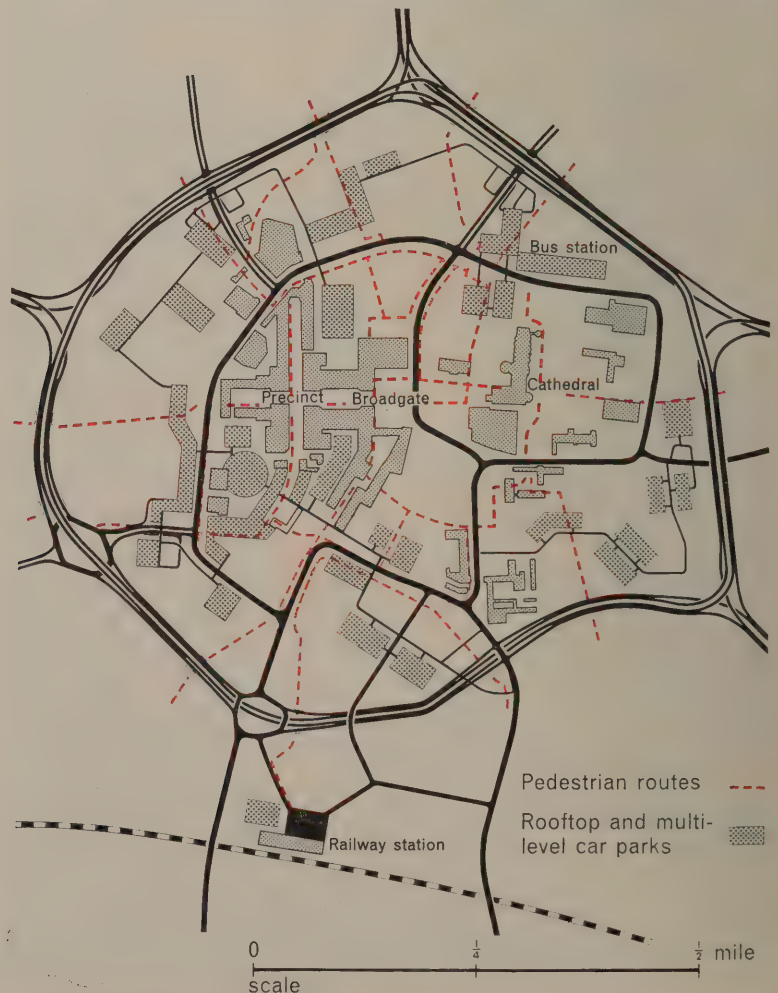 Bus station
Cathedral
Precinct Broadgate
Pedestrian routes
Rooftop and multi-
level car parks
Railway station
0 ¼ ½ mile
scale